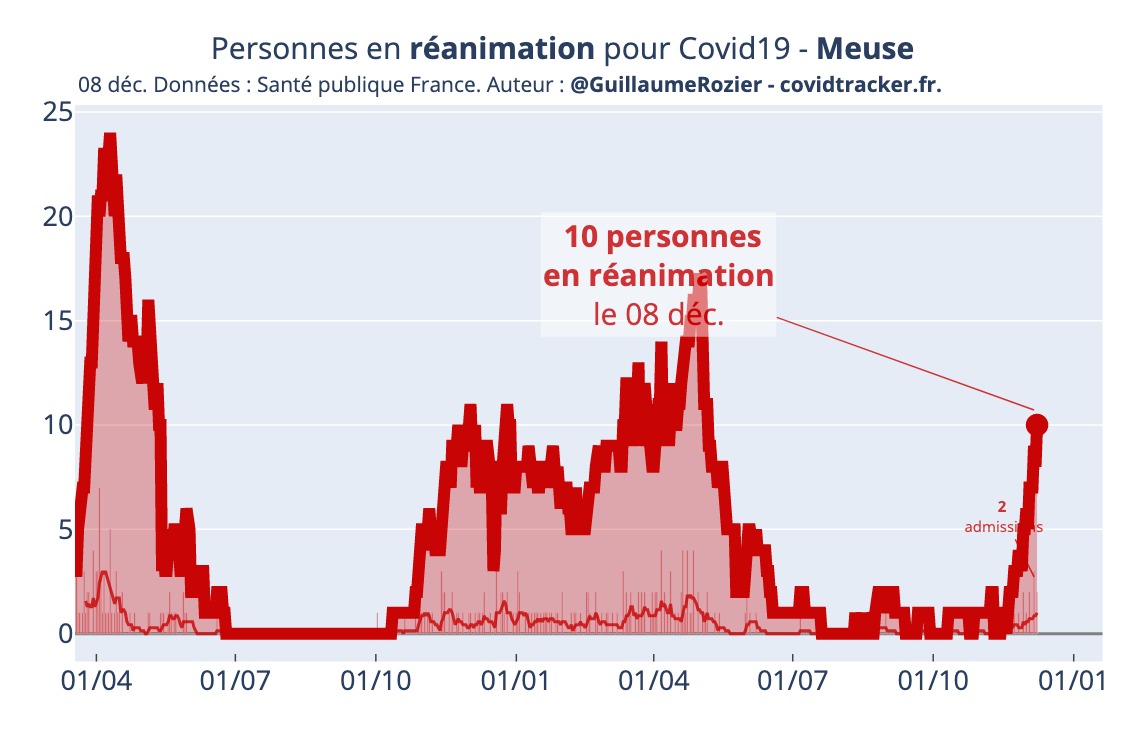 Personnes en réanimation pour Covid19 - Meuse
08 déc. Données : Santé publique France. Auteur : @GuillaumeRozier - covidtracker.fr.
25
20
15
10
5
0
10 personnes
en réanimation
le 08 déc.
2
admissions
01/04
01/07
01/10
01/01
01/04
01/07
01/10
01/01